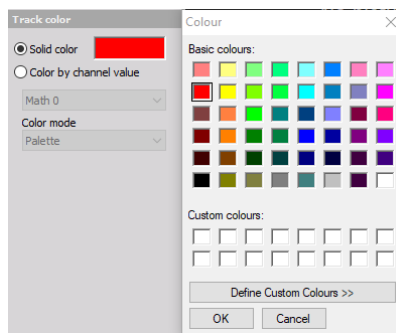 Track color
Solid color
Color by channel value
Math 0
Color mode
Palette
Colour
Basic colours:
Custom colours:
Define Custom Colours >>
OK
Cancel